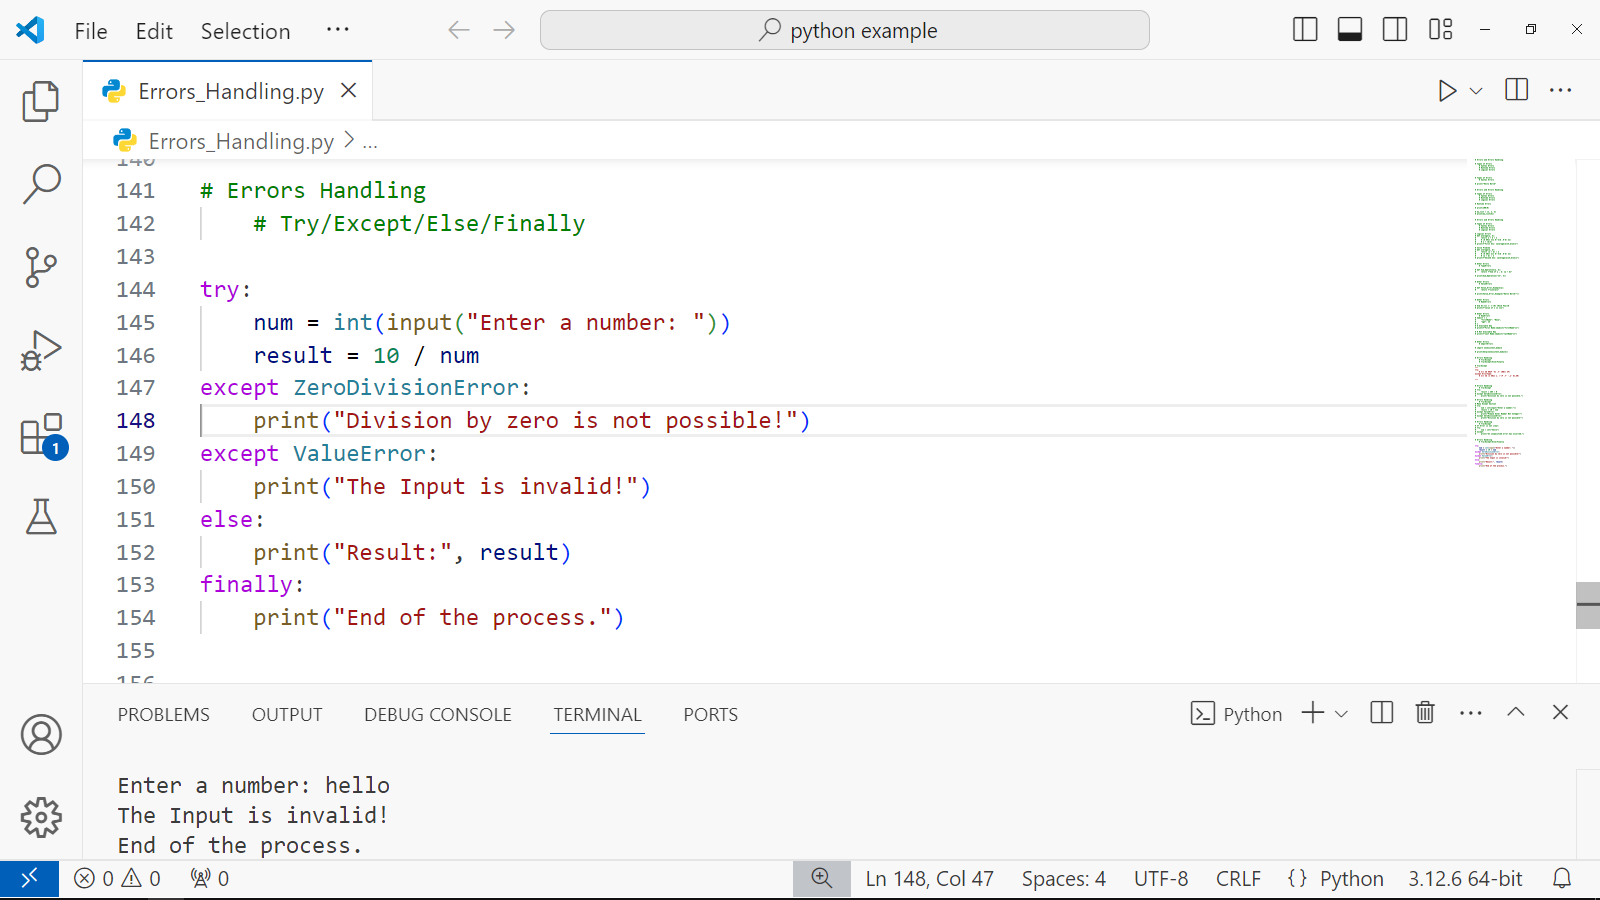 File Edit Selection ··· python example
Errors_Handling.py
Errors_Handling.py > ...
140
141 # Errors Handling
142     # Try/Except/Else/Finally
143
144 try:
145     num = int(input("Enter a number: "))
146     result = 10 / num
147 except ZeroDivisionError:
148     print("Division by zero is not possible!")
149 except ValueError:
150     print("The Input is invalid!")
151 else:
152     print("Result:", result)
153 finally:
154     print("End of the process.")
155
156
1
PROBLEMS OUTPUT DEBUG CONSOLE TERMINAL PORTS Python
Enter a number: hello
The Input is invalid!
End of the process.
0 0 0 Ln 148, Col 47 Spaces: 4 UTF-8 CRLF {} Python 3.12.6 64-bit